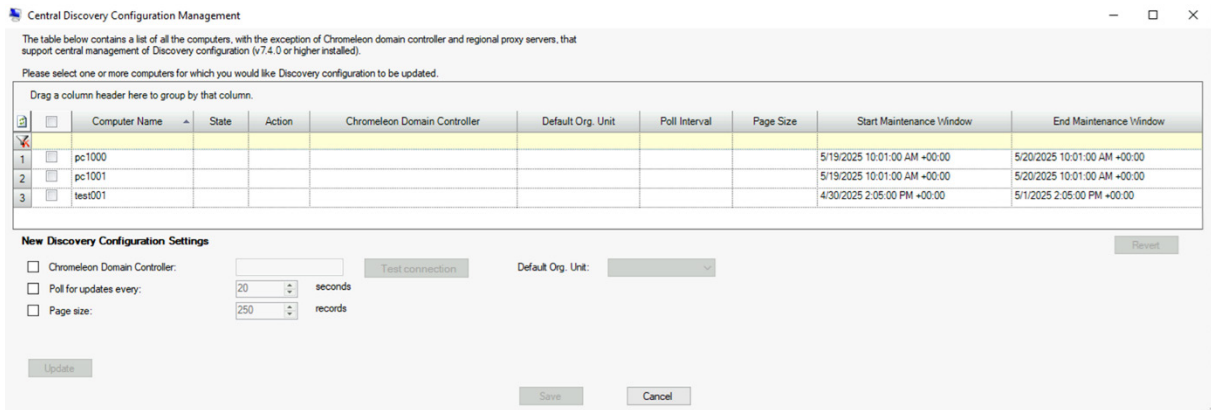 Central Discovery Configuration Management
The table below contains a list of all the computers, with the exception of Chromeleon domain controller and regional proxy servers, that
support central management of Discovery configuration (v7.4.0 or higher installed).
Please select one or more computers for which you would like Discovery configuration to be updated.
Drag a column header here to group by that column.
Computer Name State Action Chromeleon Domain Controller Default Org. Unit Poll Interval Page Size Start Maintenance Window End Maintenance Window
1 pc1000 5/19/2025 10:01:00 AM +00:00 5/20/2025 10:01:00 AM +00:00
2 pc1001 5/19/2025 10:01:00 AM +00:00 5/20/2025 10:01:00 AM +00:00
3 test001 4/30/2025 2:05:00 PM +00:00 5/1/2025 2:05:00 PM +00:00
New Discovery Configuration Settings Revert
Chromeleon Domain Controller: Test connection Default Org. Unit:
Poll for updates every: 20 seconds
Page size: 250 records
Update
Save Cancel